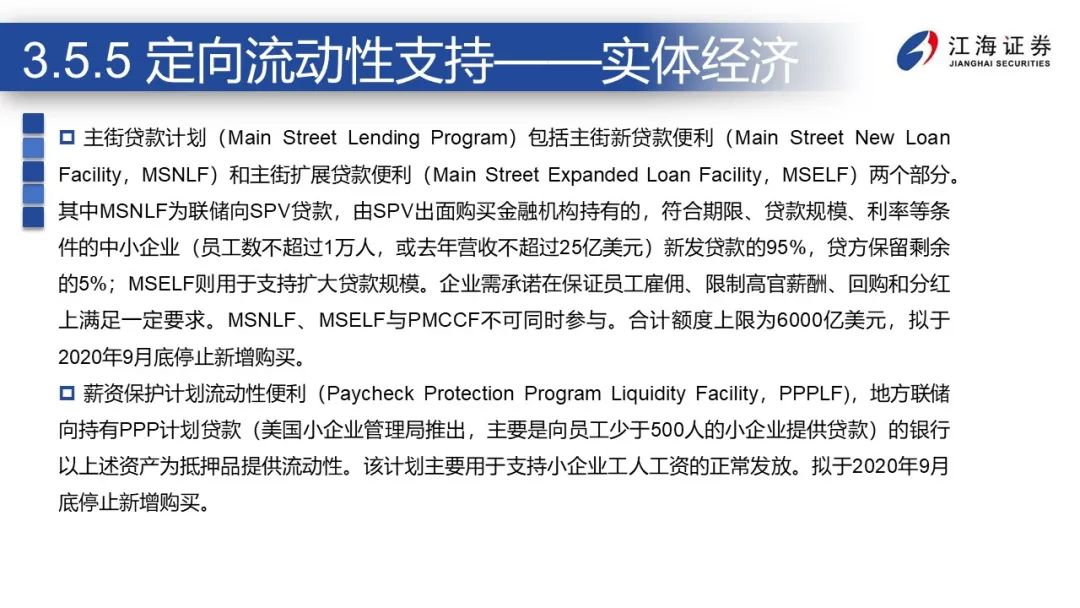 3.5.5 定向流动性支持——实体经济
江海证券
JIANGHAI SECURITIES
主街贷款计划（Main Street Lending Program）包括主街新贷款便利（Main Street New Loan
Facility，MSNLF）和主街扩展贷款便利（Main Street Expanded Loan Facility，MSELF）两个部分。
其中MSNLF为联储向SPV贷款，由SPV出面购买金融机构持有的，符合期限、贷款规模、利率等条
件的中小企业（员工数不超过1万人，或去年营收不超过25亿美元）新发贷款的95%，贷方保留剩余
的5%；MSELF则用于支持扩大贷款规模。企业需承诺在保证员工雇佣、限制高官薪酬、回购和分红
上满足一定要求。MSNLF、MSELF与PMCCF不可同时参与。合计额度上限为6000亿美元，拟于
2020年9月底停止新增购买。
薪资保护计划流动性便利（Paycheck Protection Program Liquidity Facility，PPPLF)，地方联储
向持有PPP计划贷款（美国小企业管理局推出，主要是向员工少于500人的小企业提供贷款）的银行
以上述资产为抵押品提供流动性。该计划主要用于支持小企业工人工资的正常发放。拟于2020年9月
底停止新增购买。